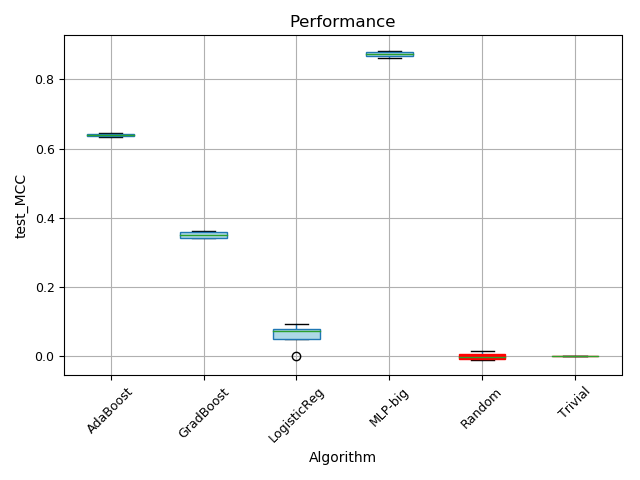 Performance
test_MCC
0.8
0.6
0.4
0.2
0.0
AdaBoost
GradBoost
LogisticReg
MLP-big
Random
Trivial
Algorithm